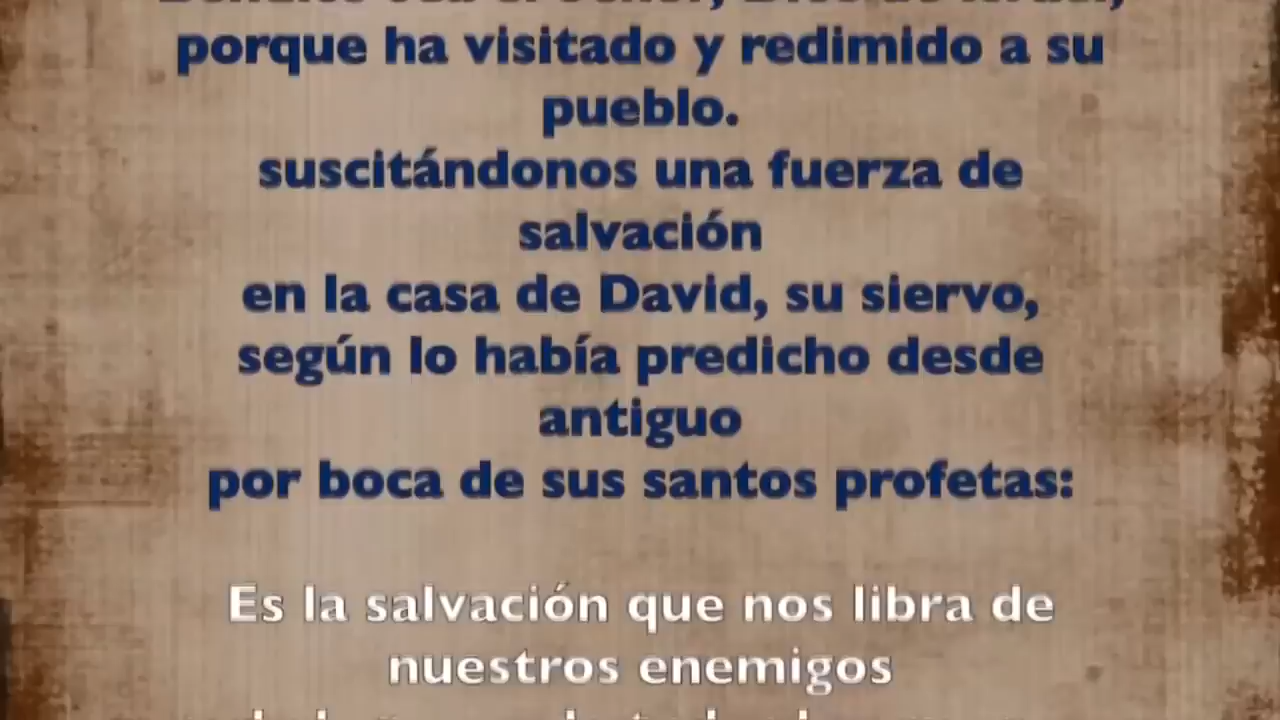 porque ha visitado y redimido a su
pueblo.
suscitándonos una fuerza de
salvación
en la casa de David, su siervo,
según lo había predicho desde
antiguo
por boca de sus santos profetas:
Es la salvación que nos libra de
nuestros enemigos